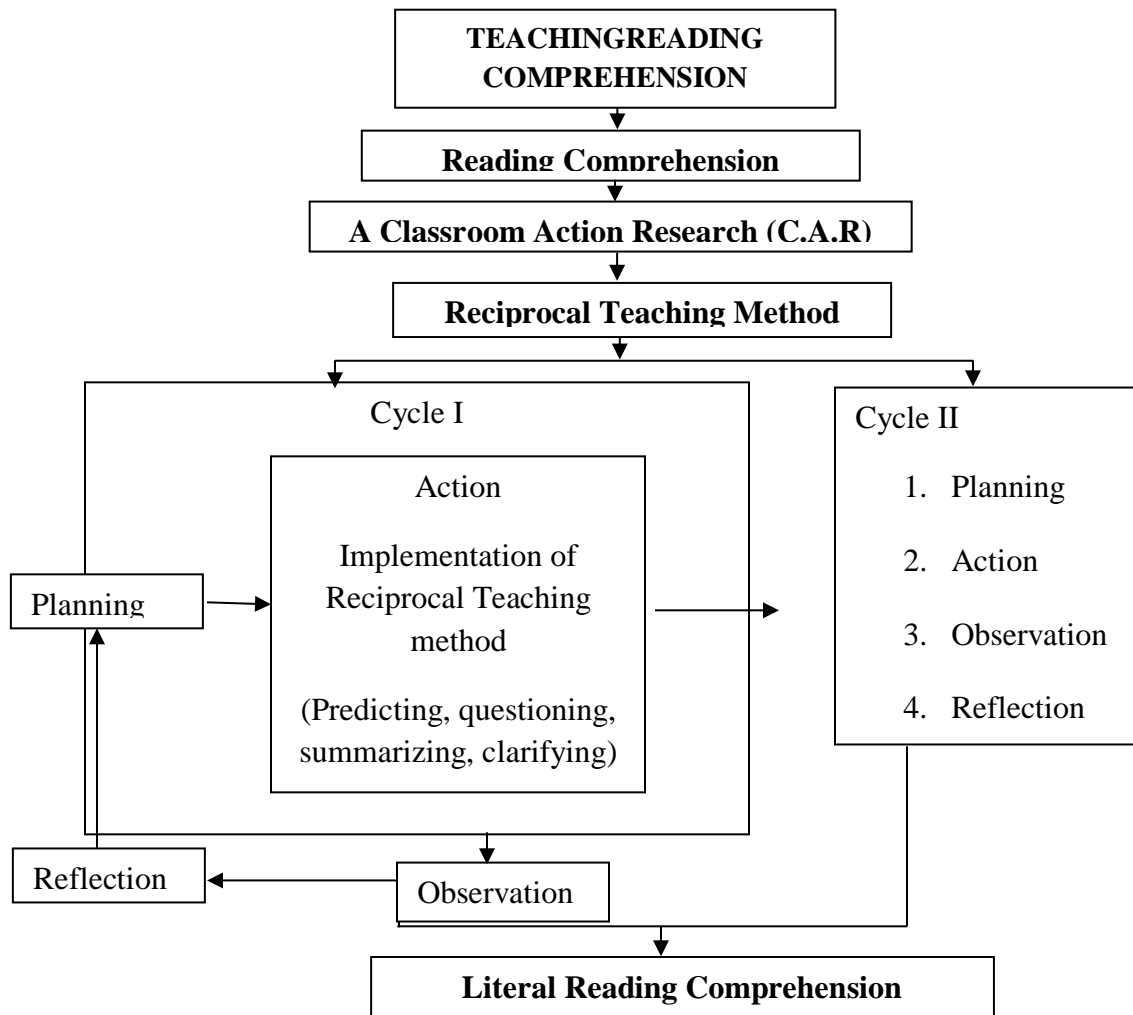 TEACHINGREADING
COMPREHENSION
Reading Comprehension
A Classroom Action Research (C.A.R)
Reciprocal Teaching Method
Cycle I
Action
Implementation of
Reciprocal Teaching
method
(Predicting, questioning,
summarizing, clarifying)
Planning
Reflection
Observation
Cycle II
1. Planning
2. Action
3. Observation
4. Reflection
Literal Reading Comprehension